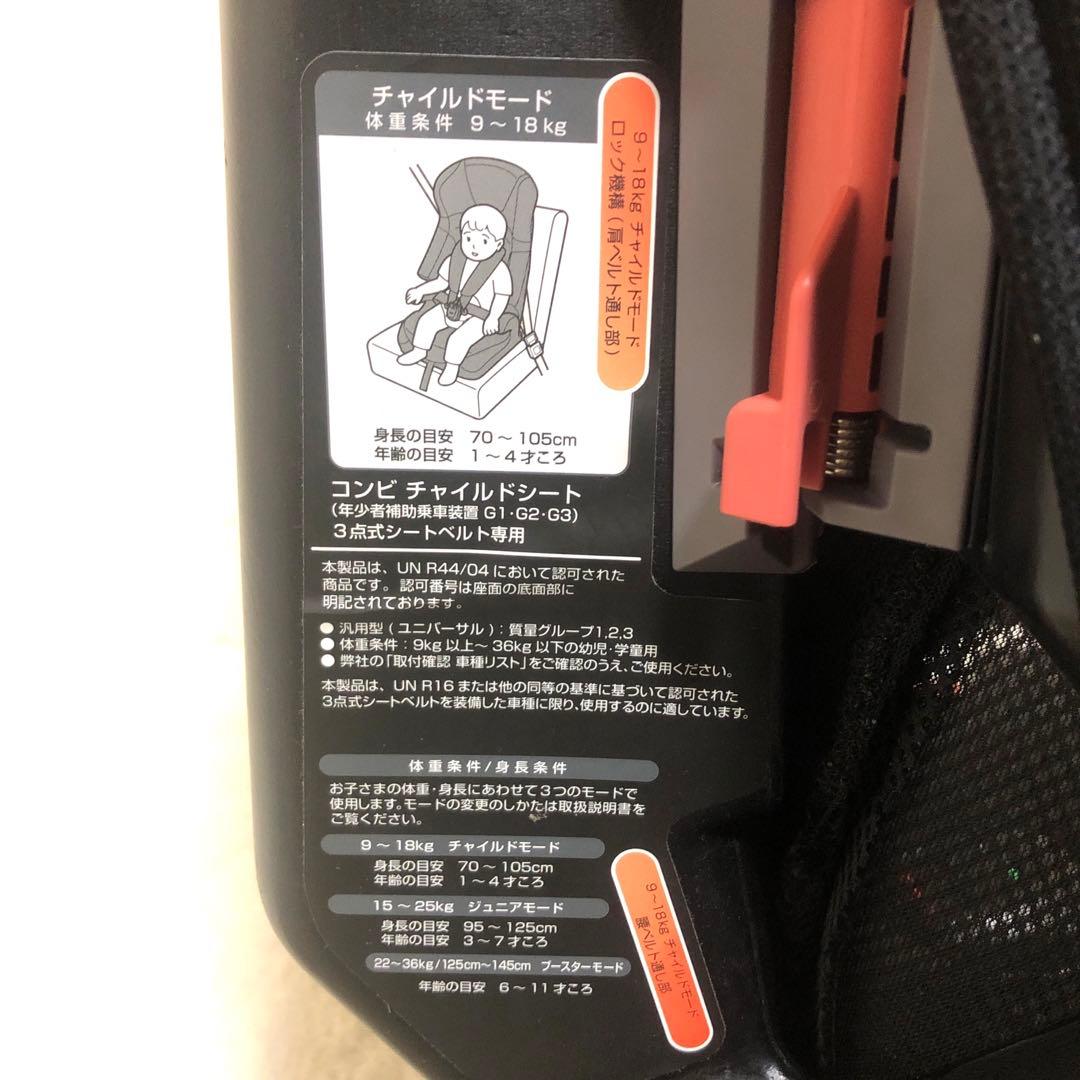 チャイルドモード
体重条件 9～18kg
9～18kg チャイルドモード
ロック機構（肩ベルト通し部）
身長の目安 70～105cm
年齢の目安 1～4才ころ
コンビ チャイルドシート
(年少者補助乗車装置 G1・G2・G3)
3点式シートベルト専用
本製品は、UN R44/04 において認可された
商品です。認可番号は座面の底面部に
明記されております。
●汎用型(ユニバーサル)：質量グループ1,2,3
●体重条件：9kg 以上～36kg 以下の幼児・学童用
●弊社の「取付確認 車種リスト」をご確認のうえ、ご使用ください。
本製品は、UN R16 または他の同等の基準に基づいて認可された
3点式シートベルトを装備した車種に限り、使用するのに適しています。
体重条件/身長条件
お子さまの体重・身長にあわせて3つのモードで
使用します。モードの変更のしかたは取扱説明書を
ご覧ください。
9～18kg チャイルドモード
身長の目安 70～105cm
年齢の目安 1～4才ころ
15～25kg ジュニアモード
身長の目安 95～125cm
年齢の目安 3～7才ころ
22～36kg/125cm～145cm ブースターモード
年齢の目安 6～11才ころ
9～18kg チャイルドモード
腰ベルト通し部